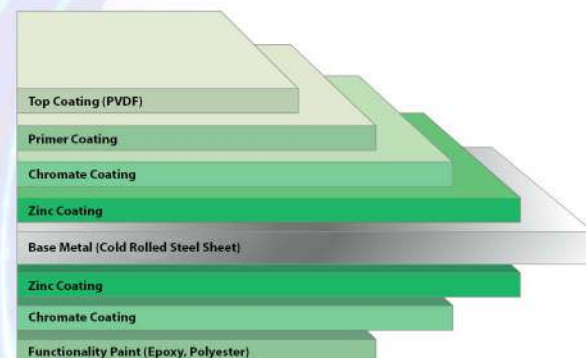 Top Coating (PVDF)
Primer Coating
Chromate Coating
Zinc Coating
Base Metal (Cold Rolled Steel Sheet)
Zinc Coating
Chromate Coating
Functionality Paint (Epoxy, Polyester)